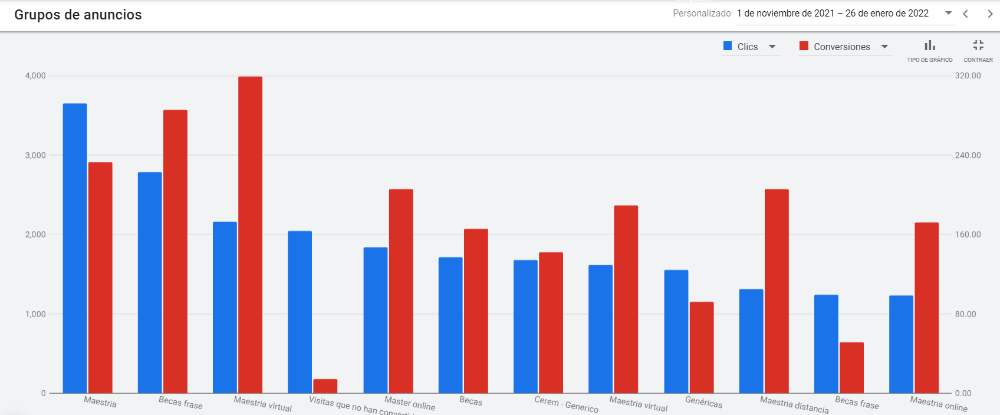 Grupos de anuncios
Personalizado 1 de noviembre de 2021 – 26 de enero de 2022
Clics
Conversiones
TIPO DE GRÁFICO
CONTRAER
4,000
320.00
3,000
240.00
2,000
160.00
1,000
80.00
0
0.00
Maestria
Becas frase
Maestria virtual
Visitas que no han
Master online
Becas
Cerem - Generico
Maestria virtual
Genéricas
Maestria distancia
Becas frase
Maestria online